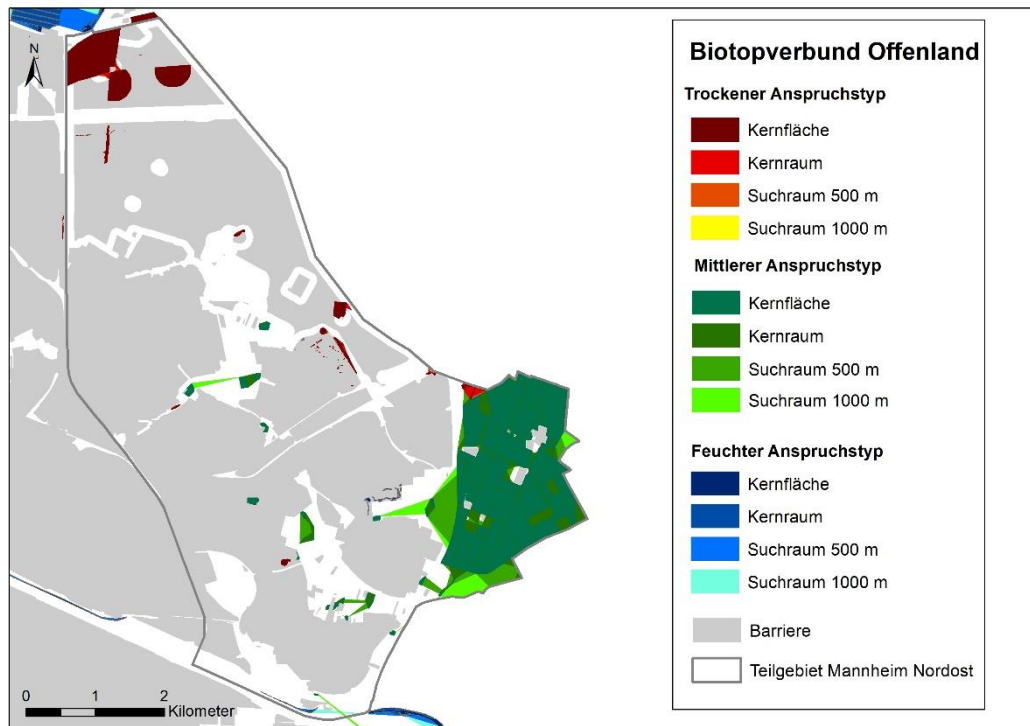 N
0 1 2
Kilometer
Biotopverbund Offenland
Trockener Anspruchstyp
Kernfläche
Kernraum
Suchraum 500 m
Suchraum 1000 m
Mittlerer Anspruchstyp
Kernfläche
Kernraum
Suchraum 500 m
Suchraum 1000 m
Feuchter Anspruchstyp
Kernfläche
Kernraum
Suchraum 500 m
Suchraum 1000 m
Barriere
Teilgebiet Mannheim Nordost